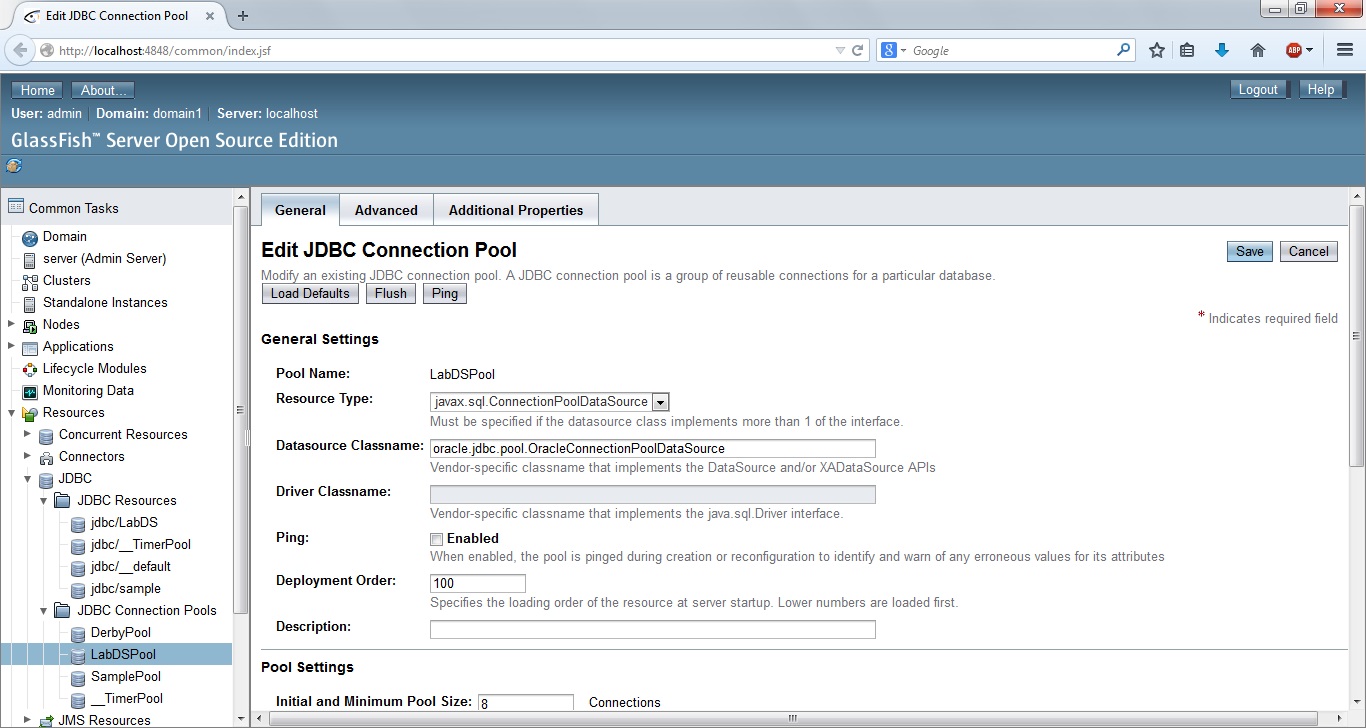 Edit JDBC Connection Pool
http://localhost:4848/common/index.jsf
8 Google
ABP
Home About... Logout Help
User: admin Domain: domain1 Server: localhost
GlassFish™ Server Open Source Edition
Common Tasks
Domain
server (Admin Server)
Clusters
Standalone Instances
Nodes
Applications
Lifecycle Modules
Monitoring Data
Resources
Concurrent Resources
Connectors
JDBC
JDBC Resources
jdbc/LabDS
jdbc/__TimerPool
jdbc/__default
jdbc/sample
JDBC Connection Pools
DerbyPool
LabDSPool
SamplePool
__TimerPool
JMS Resources
General Advanced Additional Properties
Edit JDBC Connection Pool
Save Cancel
Modify an existing JDBC connection pool. A JDBC connection pool is a group of reusable connections for a particular database.
Load Defaults Flush Ping
* Indicates required field
General Settings
Pool Name: LabDSPool
Resource Type: javax.sql.ConnectionPoolDataSource
Must be specified if the datasource class implements more than 1 of the interface.
Datasource Classname: oracle.jdbc.pool.OracleConnectionPoolDataSource
Vendor-specific classname that implements the DataSource and/or XADataSource APIs
Driver Classname:
Vendor-specific classname that implements the java.sql.Driver interface.
Ping: Enabled
When enabled, the pool is pinged during creation or reconfiguration to identify and warn of any erroneous values for its attributes
Deployment Order: 100
Specifies the loading order of the resource at server startup. Lower numbers are loaded first.
Description:
Pool Settings
Initial and Minimum Pool Size: 8 Connections